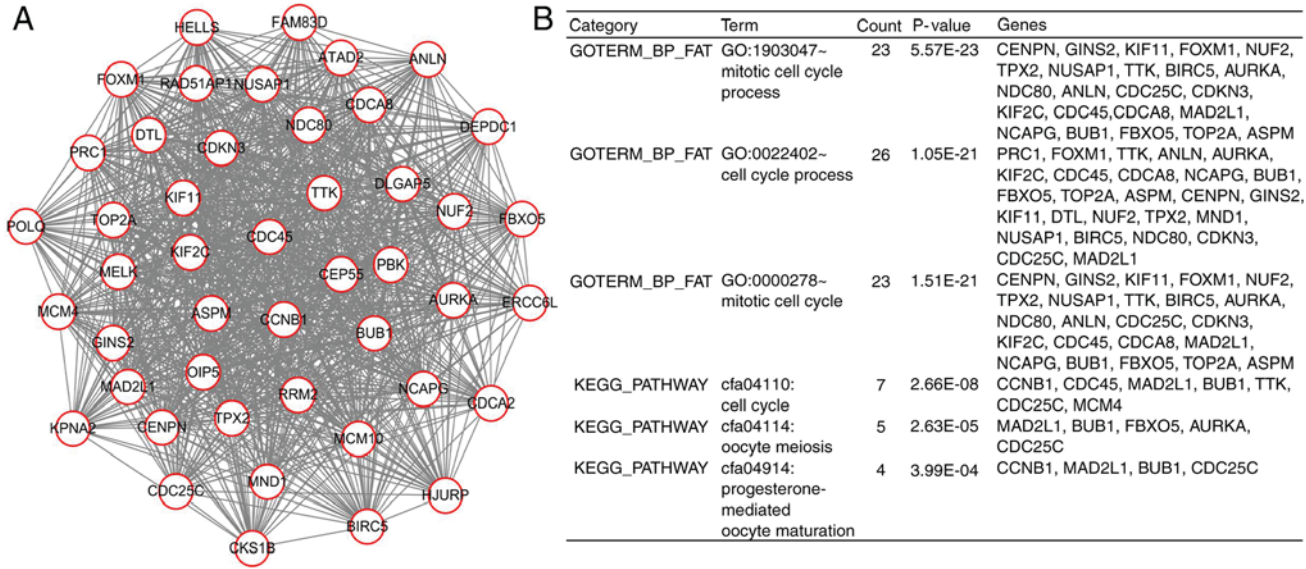 A
HELLS
FAM83D
FOXM1
RAD51AP1
NUSAP1
ATAD2
ANLN
CDCA8
NDC80
DEPDC1
DTL
CDKN3
PRC1
TTK
DLGAP5
KIF11
NUF2
FBXO5
POLQ
TOP2A
CDC45
KIF2C
MELK
CEP55
PBK
AURKA
ERCC6L
MCM4
ASPM
CCNB1
BUB1
GINS2
OIP5
MAD2L1
RRM2
NCAPG
CDCA2
KPNA2
CENPN
TPX2
MCM10
CDC25C
MND1
HJURP
BIRC5
CKS1B
B
Category Term Count P-value Genes
GOTERM_BP_FAT GO:1903047~ 23 5.57E-23 CENPN, GINS2, KIF11, FOXM1, NUF2,
mitotic cell cycle TPX2, NUSAP1, TTK, BIRC5, AURKA,
process NDC80, ANLN, CDC25C, CDKN3,
KIF2C, CDC45,CDCA8, MAD2L1,
NCAPG, BUB1, FBXO5, TOP2A, ASPM
GOTERM_BP_FAT GO:0022402~ 26 1.05E-21 PRC1, FOXM1, TTK, ANLN, AURKA,
cell cycle process KIF2C, CDC45, CDCA8, NCAPG, BUB1,
FBXO5, TOP2A, ASPM, CENPN, GINS2,
KIF11, DTL, NUF2, TPX2, MND1,
NUSAP1, BIRC5, NDC80, CDKN3,
CDC25C, MAD2L1
GOTERM_BP_FAT GO:0000278~ 23 1.51E-21 CENPN, GINS2, KIF11, FOXM1, NUF2,
mitotic cell cycle TPX2, NUSAP1, TTK, BIRC5, AURKA,
NDC80, ANLN, CDC25C, CDKN3,
KIF2C, CDC45, CDCA8, MAD2L1,
NCAPG, BUB1, FBXO5, TOP2A, ASPM
KEGG_PATHWAY cfa04110: 7 2.66E-08 CCNB1, CDC45, MAD2L1, BUB1, TTK,
cell cycle CDC25C, MCM4
KEGG_PATHWAY cfa04114: 5 2.63E-05 MAD2L1, BUB1, FBXO5, AURKA,
oocyte meiosis CDC25C
KEGG_PATHWAY cfa04914: 4 3.99E-04 CCNB1, MAD2L1, BUB1, CDC25C
progesterone-
mediated
oocyte maturation